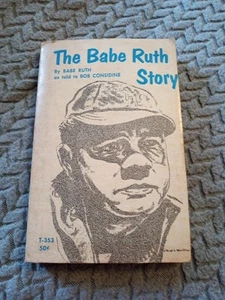 The Babe Ruth
By BABE RUTH
as told to BOB CONSIDINE
Story
T-353
50¢